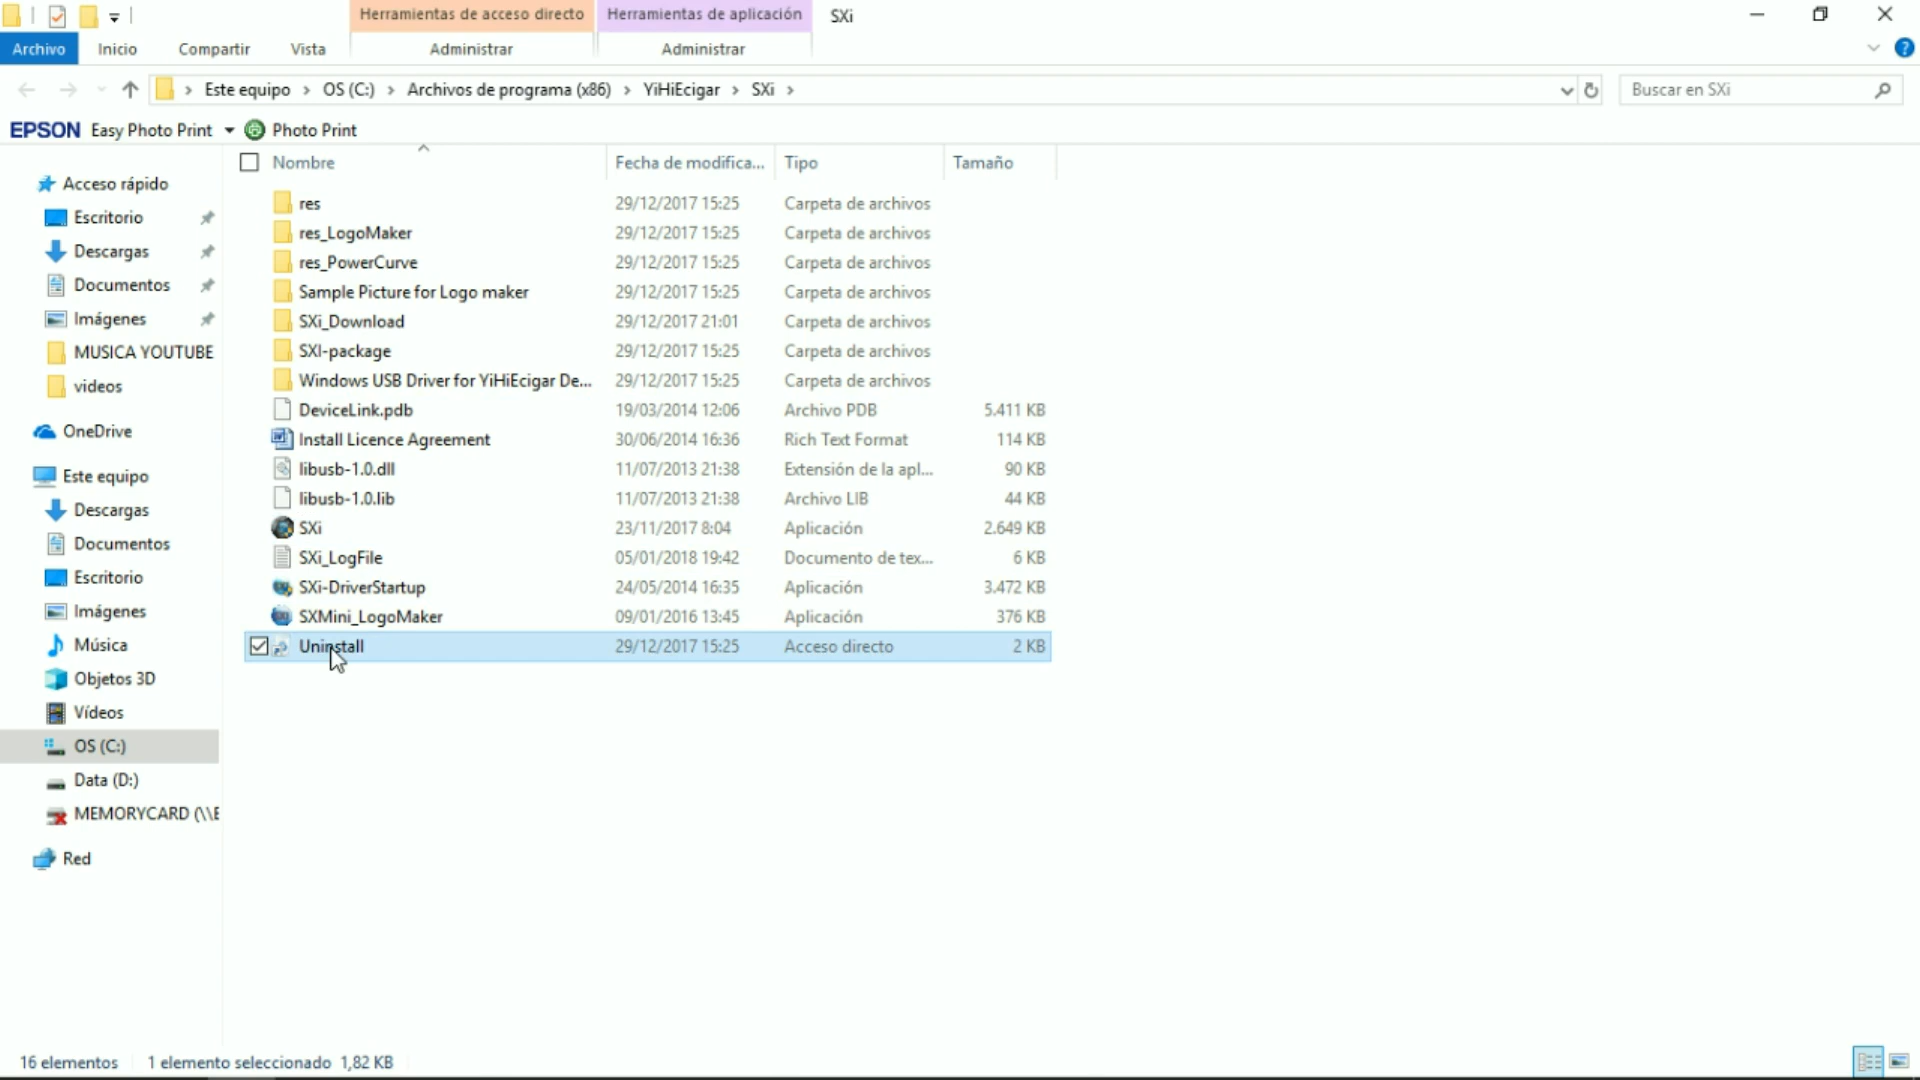 Herramientas de acceso directo Herramientas de aplicación SXi
Archivo Inicio Compartir Vista Administrar Administrar
Este equipo OS (C:) Archivos de programa (x86) YiHiEcigar SXi Buscar en SXi
EPSON Easy Photo Print Photo Print
Nombre Fecha de modifica... Tipo Tamaño
Acceso rápido
Escritorio
Descargas
Documentos
Imágenes
MUSICA YOUTUBE
videos
OneDrive
Este equipo
Descargas
Documentos
Escritorio
Imágenes
Música
Objetos 3D
Vídeos
OS (C:)
Data (D:)
MEMORYCARD (\\E
Red
res 29/12/2017 15:25 Carpeta de archivos
res_LogoMaker 29/12/2017 15:25 Carpeta de archivos
res_PowerCurve 29/12/2017 15:25 Carpeta de archivos
Sample Picture for Logo maker 29/12/2017 15:25 Carpeta de archivos
SXi_Download 29/12/2017 21:01 Carpeta de archivos
SXI-package 29/12/2017 15:25 Carpeta de archivos
Windows USB Driver for YiHiEcigar De... 29/12/2017 15:25 Carpeta de archivos
DeviceLink.pdb 19/03/2014 12:06 Archivo PDB 5.411 KB
Install Licence Agreement 30/06/2014 16:36 Rich Text Format 114 KB
libusb-1.0.dll 11/07/2013 21:38 Extensión de la apl... 90 KB
libusb-1.0.lib 11/07/2013 21:38 Archivo LIB 44 KB
SXi 23/11/2017 8:04 Aplicación 2.649 KB
SXi_LogFile 05/01/2018 19:42 Documento de tex... 6 KB
SXi-DriverStartup 24/05/2014 16:35 Aplicación 3.472 KB
SXMini_LogoMaker 09/01/2016 13:45 Aplicación 376 KB
Uninstall 29/12/2017 15:25 Acceso directo 2 KB
16 elementos 1 elemento seleccionado 1,82 KB